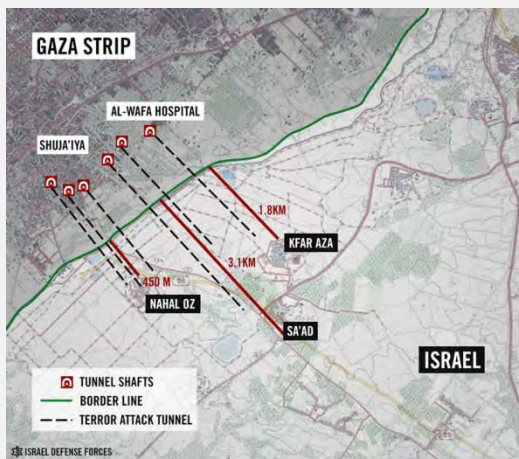 GAZA STRIP
AL-WAFA HOSPITAL
SHUJA'IYA
1.8KM
KFAR AZA
3.1KM
450 M
NAHAL OZ
SA'AD
ISRAEL
TUNNEL SHAFTS
BORDER LINE
TERROR ATTACK TUNNEL
ISRAEL DEFENSE FORCES